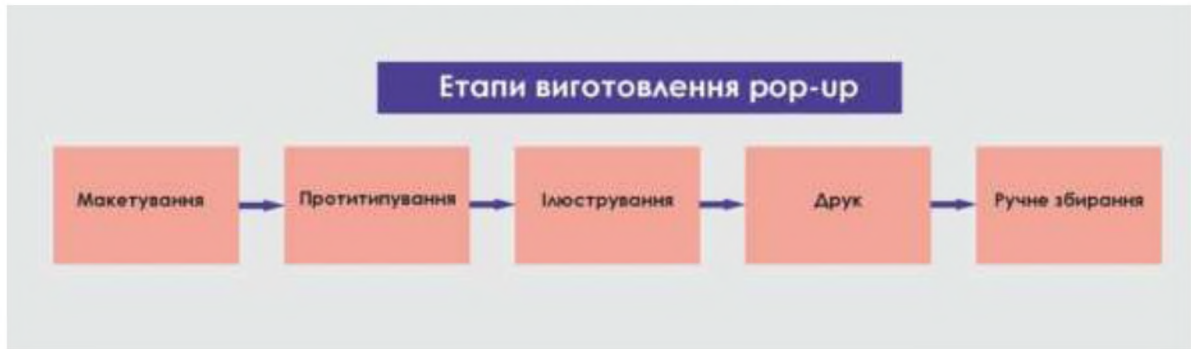 Етапи виготовлення pop-up
Макетування
Протитипування
Ілюстрування
Друк
Ручне збирання